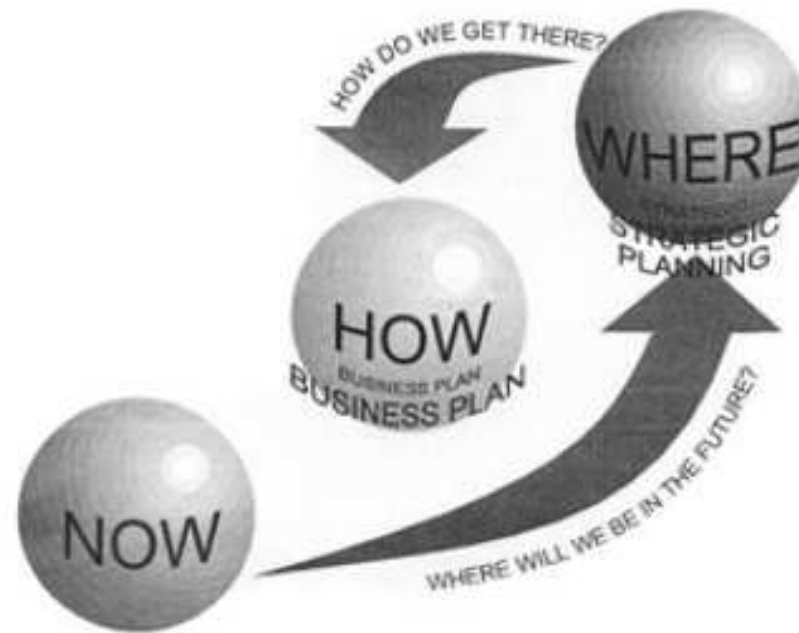 HOW DO WE GET THERE?
WHERE
STRATEGIC
STRATEGIC
PLANNING
HOW
BUSINESS PLAN
BUSINESS PLAN
NOW
WHERE WILL WE BE IN THE FUTURE?